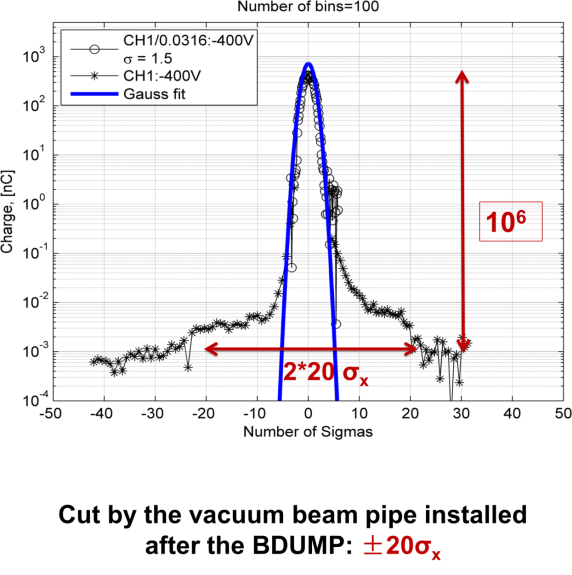 Number of bins=100
CH1/0.0316:-400V
σ = 1.5
CH1:-400V
Gauss fit
Charge, [nC]
10³
10²
10¹
10⁰
10⁻¹
10⁻²
10⁻³
10⁻⁴
10⁶
2*20 σₓ
-50 -40 -30 -20 -10 0 10 20 30 40 50
Number of Sigmas
Cut by the vacuum beam pipe installed
after the BDUMP: ±20σₓ